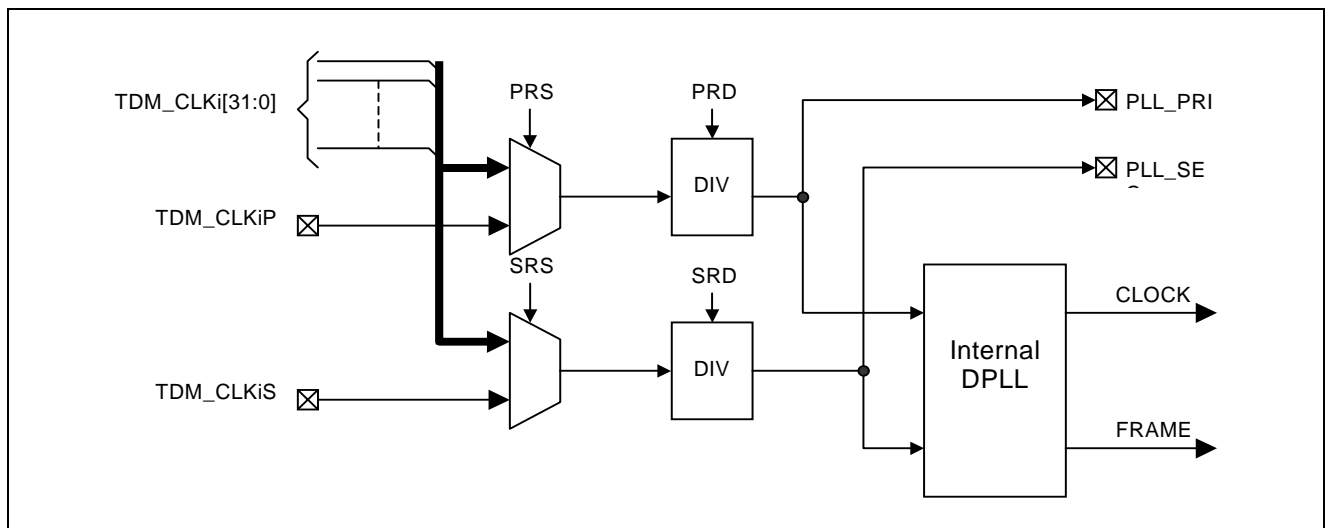 TDM_CLKi[31:0]
PRS
PRD
PLL_PRI
DIV
PLL_SE
TDM_CLKiP
SRS
SRD
CLOCK
DIV
Internal
DPLL
TDM_CLKiS
FRAME